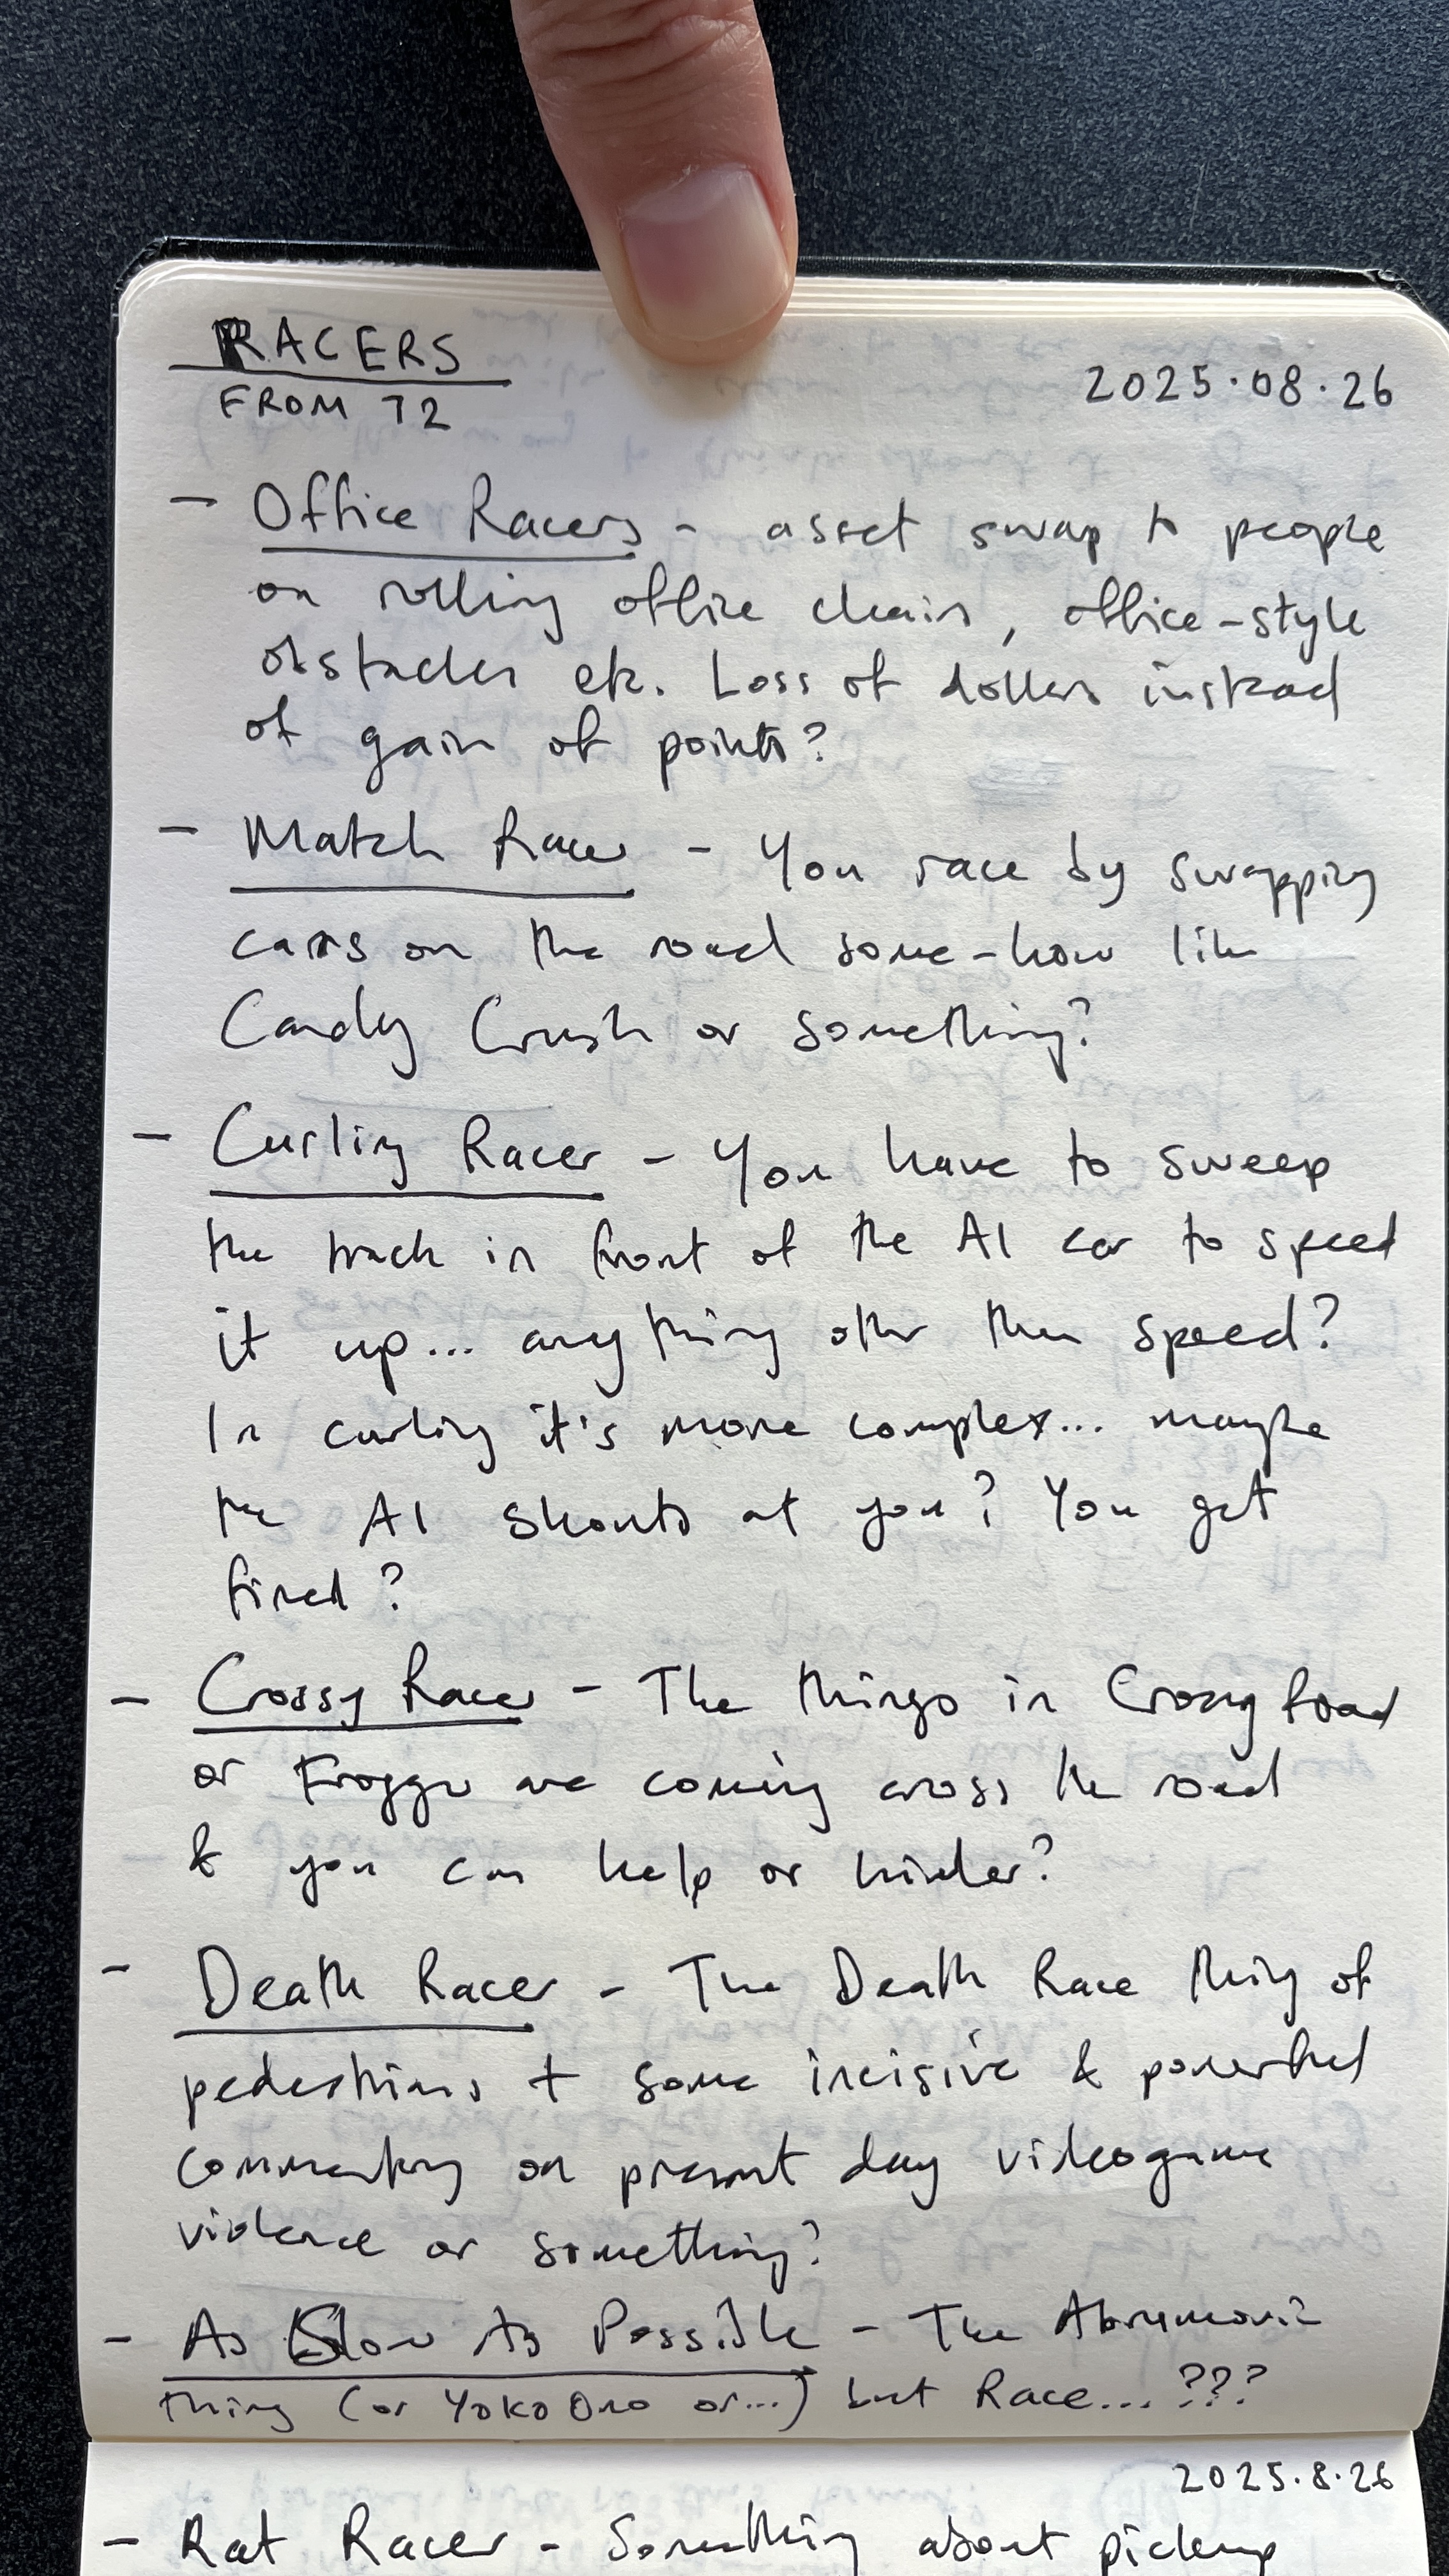 RACERS
FROM 72
2025.08.26
- Office Racers - asset swap to people
on rolling office chairs, office-style
obstacles etc. Loss of dollars instead
of gain of points?
- Match Racer - You race by swapping
cars on the road some-how like
Candy Crush or something?
- Curling Racer - You have to sweep
the track in front of the AI car to speed
it up... anything other than speed?
In curling it's more complex... maybe
the AI shouts at you? You get
fired?
- Crossy Racer - The things in Crossy Road
or Frogger are coming across the road
& you can help or hinder?
- Death Racer - The Death Race thing of
pedestrians + some incisive & powerful
commentary on present day videogame
violence or something?
- As Slow As Possible - The Abramovic
thing (or Yoko Ono or...) but Race...???
2025.8.26
- Rat Racer - Something about pickup